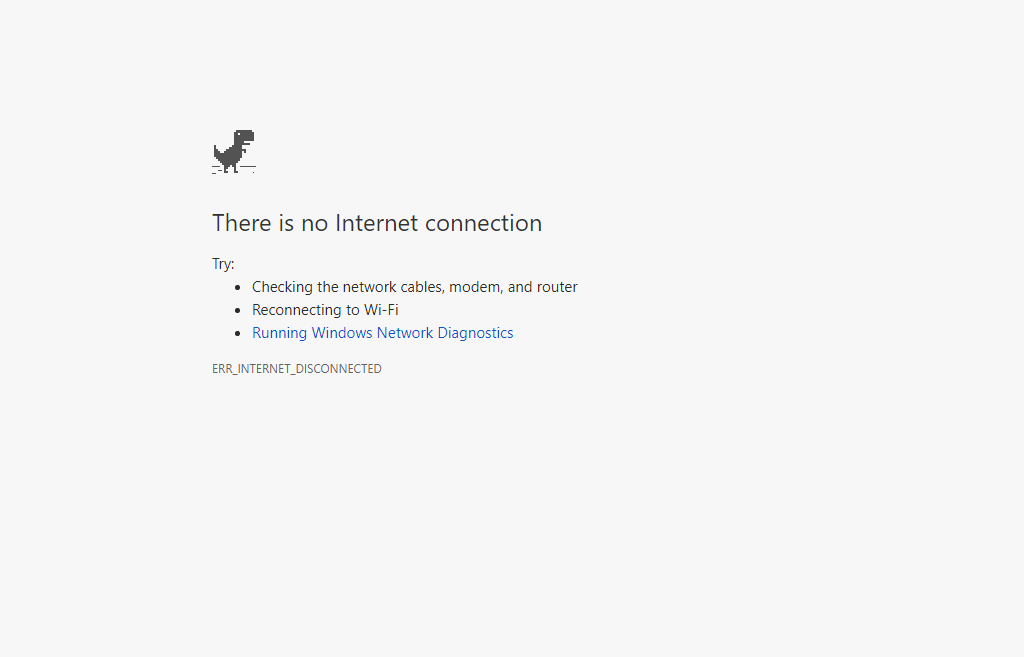 There is no Internet connection
Try:
Checking the network cables, modem, and router
Reconnecting to Wi-Fi
Running Windows Network Diagnostics
ERR_INTERNET_DISCONNECTED